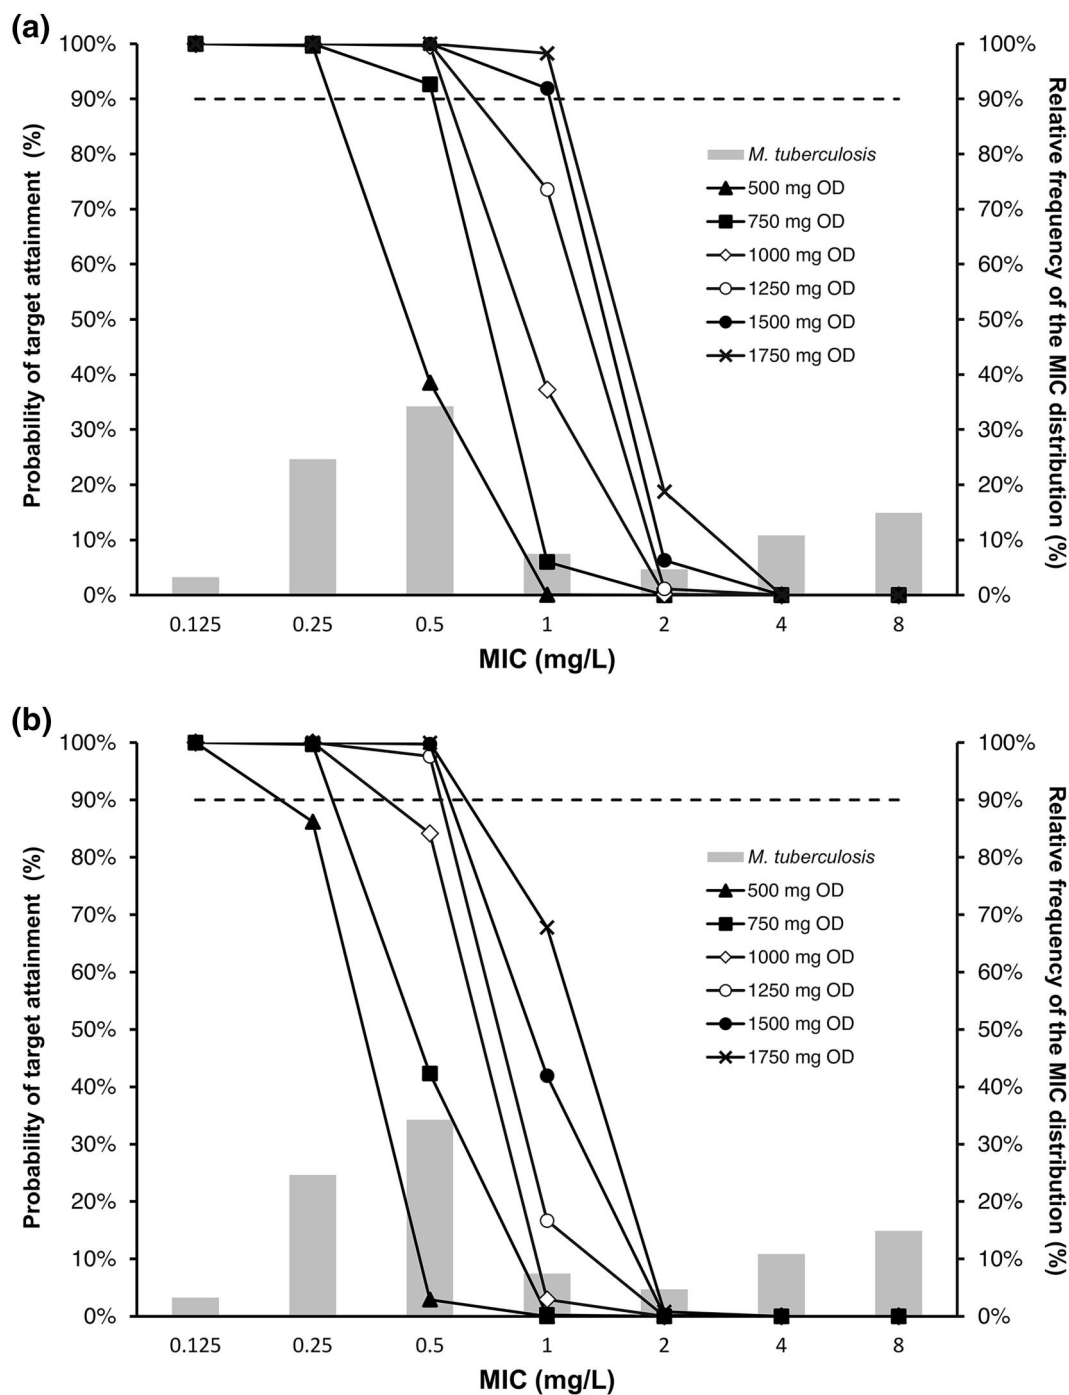 (a)
Probability of target attainment (%)
100%
90%
80%
70%
60%
50%
40%
30%
20%
10%
0%
M. tuberculosis
500 mg OD
750 mg OD
1000 mg OD
1250 mg OD
1500 mg OD
1750 mg OD
100%
90%
80%
70%
60%
50%
40%
30%
20%
10%
0%
Relative frequency of the MIC distribution (%)
0.125 0.25 0.5 1 2 4 8
MIC (mg/L)
(b)
Probability of target attainment (%)
100%
90%
80%
70%
60%
50%
40%
30%
20%
10%
0%
M. tuberculosis
500 mg OD
750 mg OD
1000 mg OD
1250 mg OD
1500 mg OD
1750 mg OD
100%
90%
80%
70%
60%
50%
40%
30%
20%
10%
0%
Relative frequency of the MIC distribution (%)
0.125 0.25 0.5 1 2 4 8
MIC (mg/L)